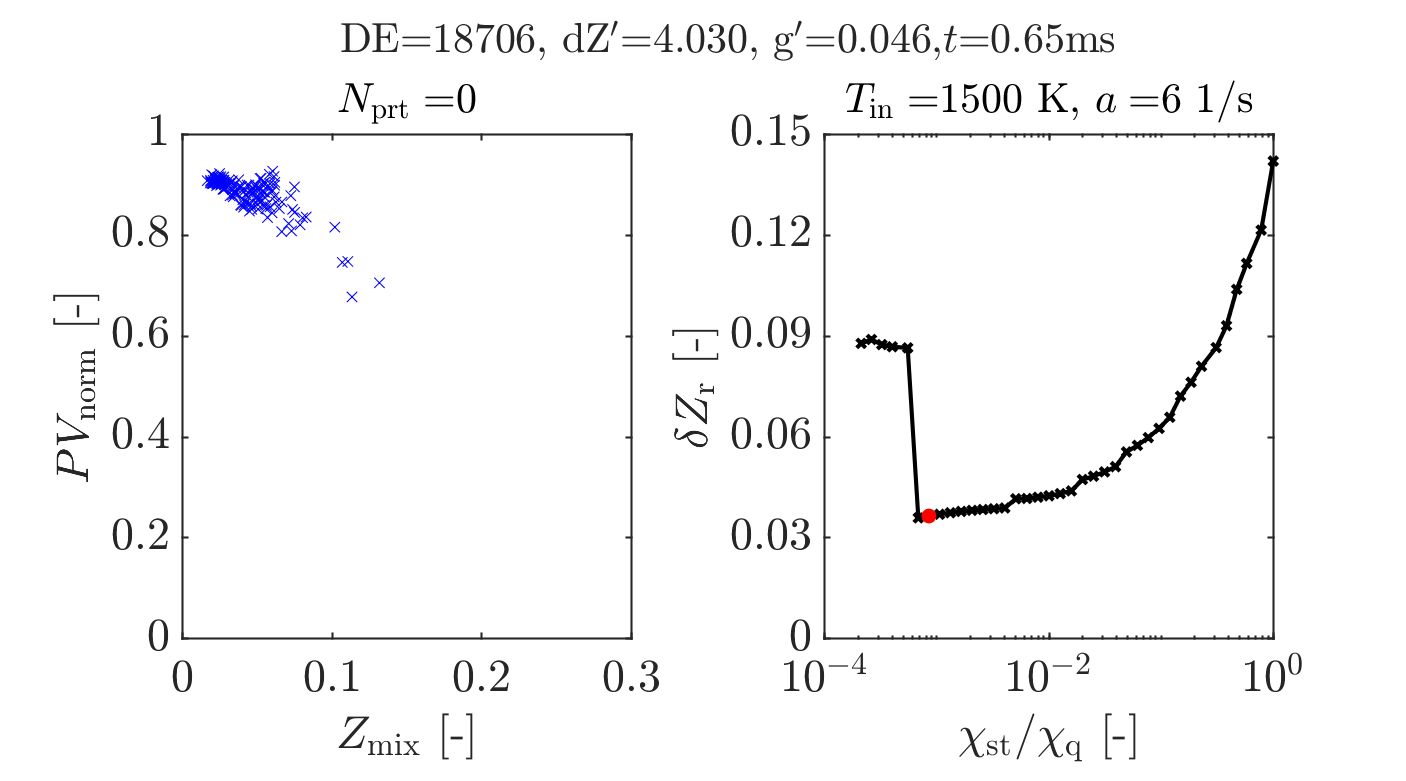 DE=18706, dZ′=4.030, g′=0.046,t=0.65ms
N_prt =0
1
0.8
0.6
0.4
0.2
0
0
0.1
0.2
0.3
PV_norm [-]
Z_mix [-]
T_in =1500 K, a =6 1/s
0.15
0.12
0.09
0.06
0.03
0
10^−4
10^−2
10^0
δZ_r [-]
χ_st/χ_q [-]